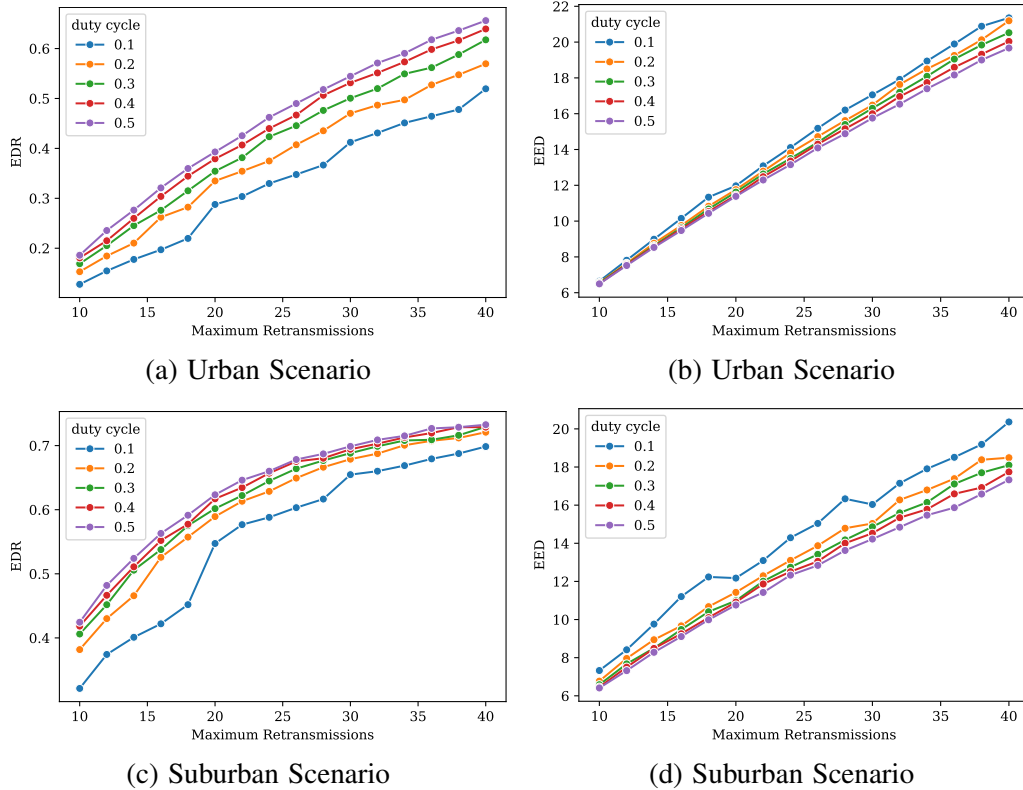 duty cycle
0.1
0.2
0.3
0.4
0.5
EDR
0.6
0.5
0.4
0.3
0.2
10 15 20 25 30 35 40
Maximum Retransmissions
(a) Urban Scenario
duty cycle
0.1
0.2
0.3
0.4
0.5
EED
22
20
18
16
14
12
10
8
6
10 15 20 25 30 35 40
Maximum Retransmissions
(b) Urban Scenario
duty cycle
0.1
0.2
0.3
0.4
0.5
EDR
0.7
0.6
0.5
0.4
10 15 20 25 30 35 40
Maximum Retransmissions
(c) Suburban Scenario
duty cycle
0.1
0.2
0.3
0.4
0.5
EED
20
18
16
14
12
10
8
6
10 15 20 25 30 35 40
Maximum Retransmissions
(d) Suburban Scenario